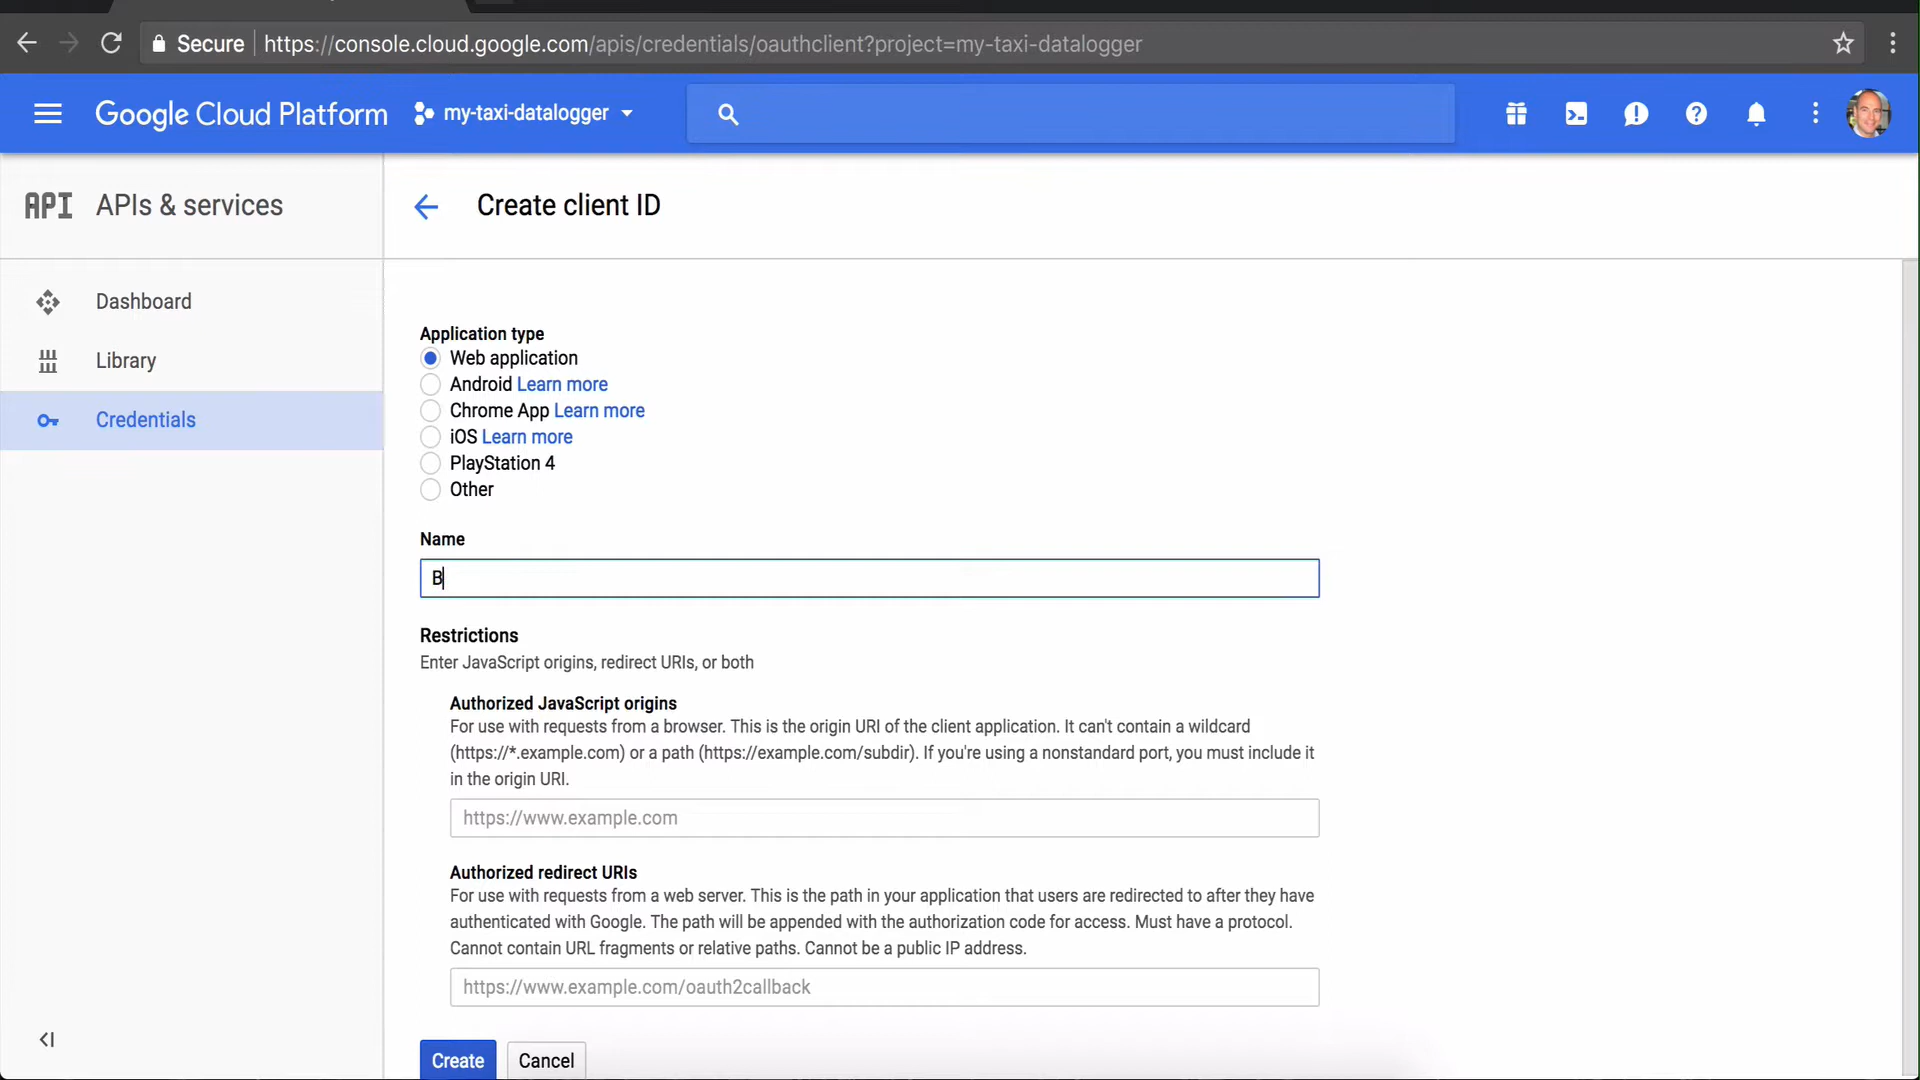 Secure
https://console.cloud.google.com/apis/credentials/oauthclient?project=my-taxi-datalogger
Google Cloud Platform
my-taxi-datalogger
API APIs & services
Create client ID
Dashboard
Library
Credentials
Application type
Web application
Android Learn more
Chrome App Learn more
iOS Learn more
PlayStation 4
Other
Name
B
Restrictions
Enter JavaScript origins, redirect URIs, or both
Authorized JavaScript origins
For use with requests from a browser. This is the origin URI of the client application. It can't contain a wildcard
(https://*.example.com) or a path (https://example.com/subdir). If you're using a nonstandard port, you must include it
in the origin URI.
https://www.example.com
Authorized redirect URIs
For use with requests from a web server. This is the path in your application that users are redirected to after they have
authenticated with Google. The path will be appended with the authorization code for access. Must have a protocol.
Cannot contain URL fragments or relative paths. Cannot be a public IP address.
https://www.example.com/oauth2callback
Create
Cancel